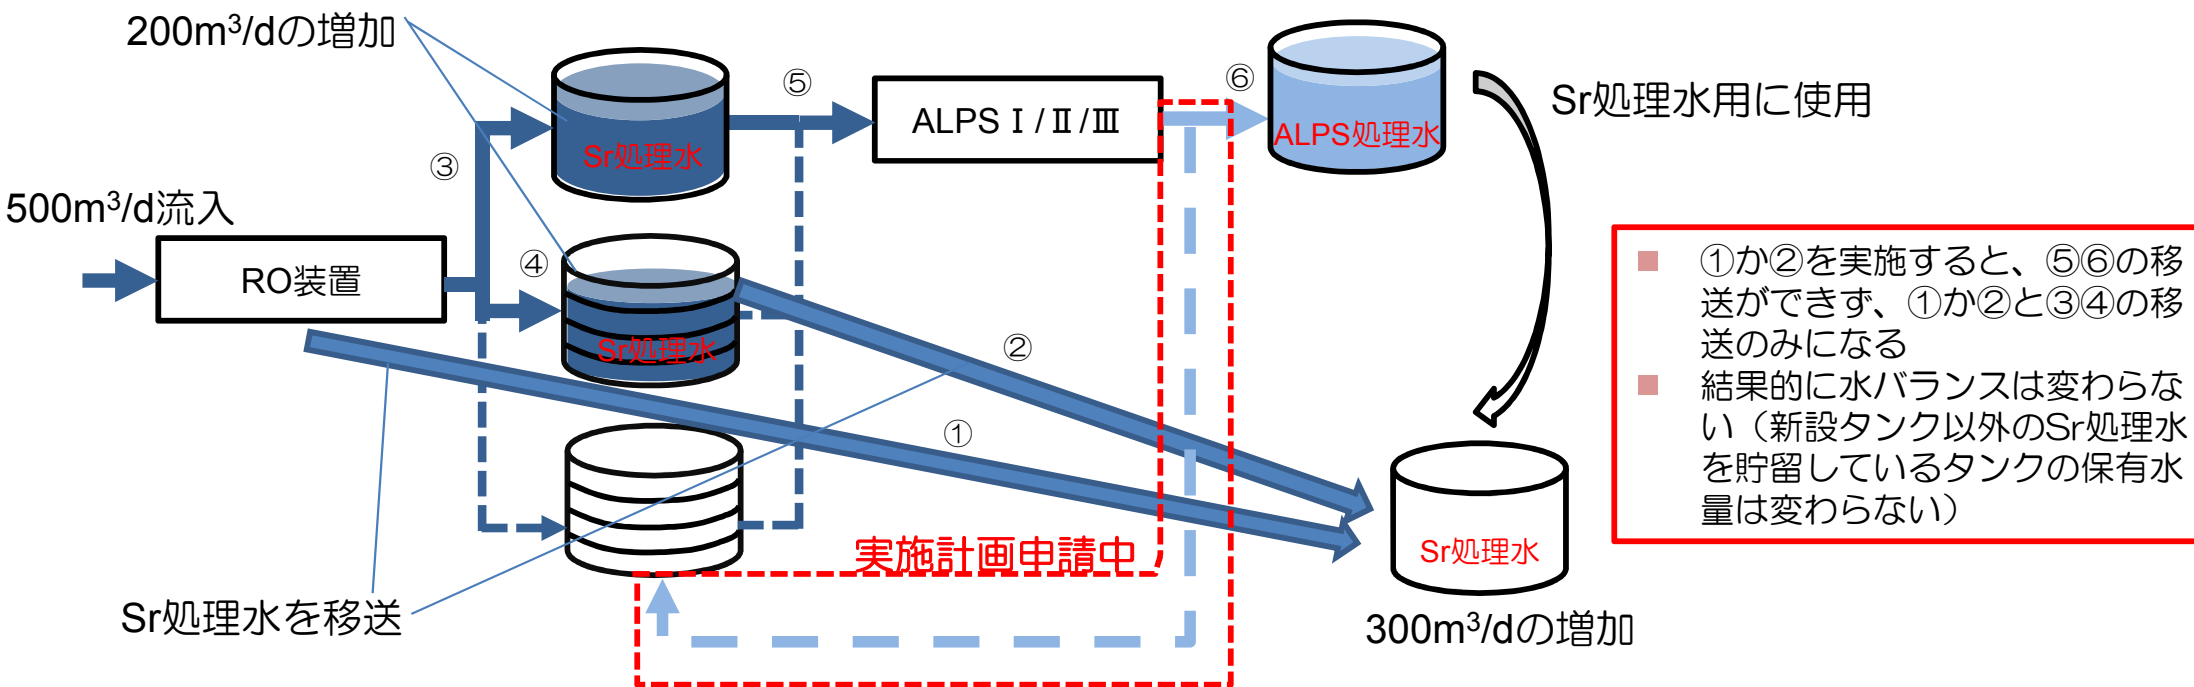 200m³/dの増加
⑤
⑥
Sr処理水用に使用
ALPS Ⅰ/Ⅱ/Ⅲ
ALPS処理水
Sr処理水
③
500m³/d流入
④
RO装置
Sr処理水
②
①
■ ①か②を実施すると、⑤⑥の移
送ができず、①か②と③④の移
送のみになる
■ 結果的に水バランスは変わらな
い（新設タンク以外のSr処理水
を貯留しているタンクの保有水
量は変わらない）
実施計画申請中
Sr処理水
Sr処理水を移送
300m³/dの増加